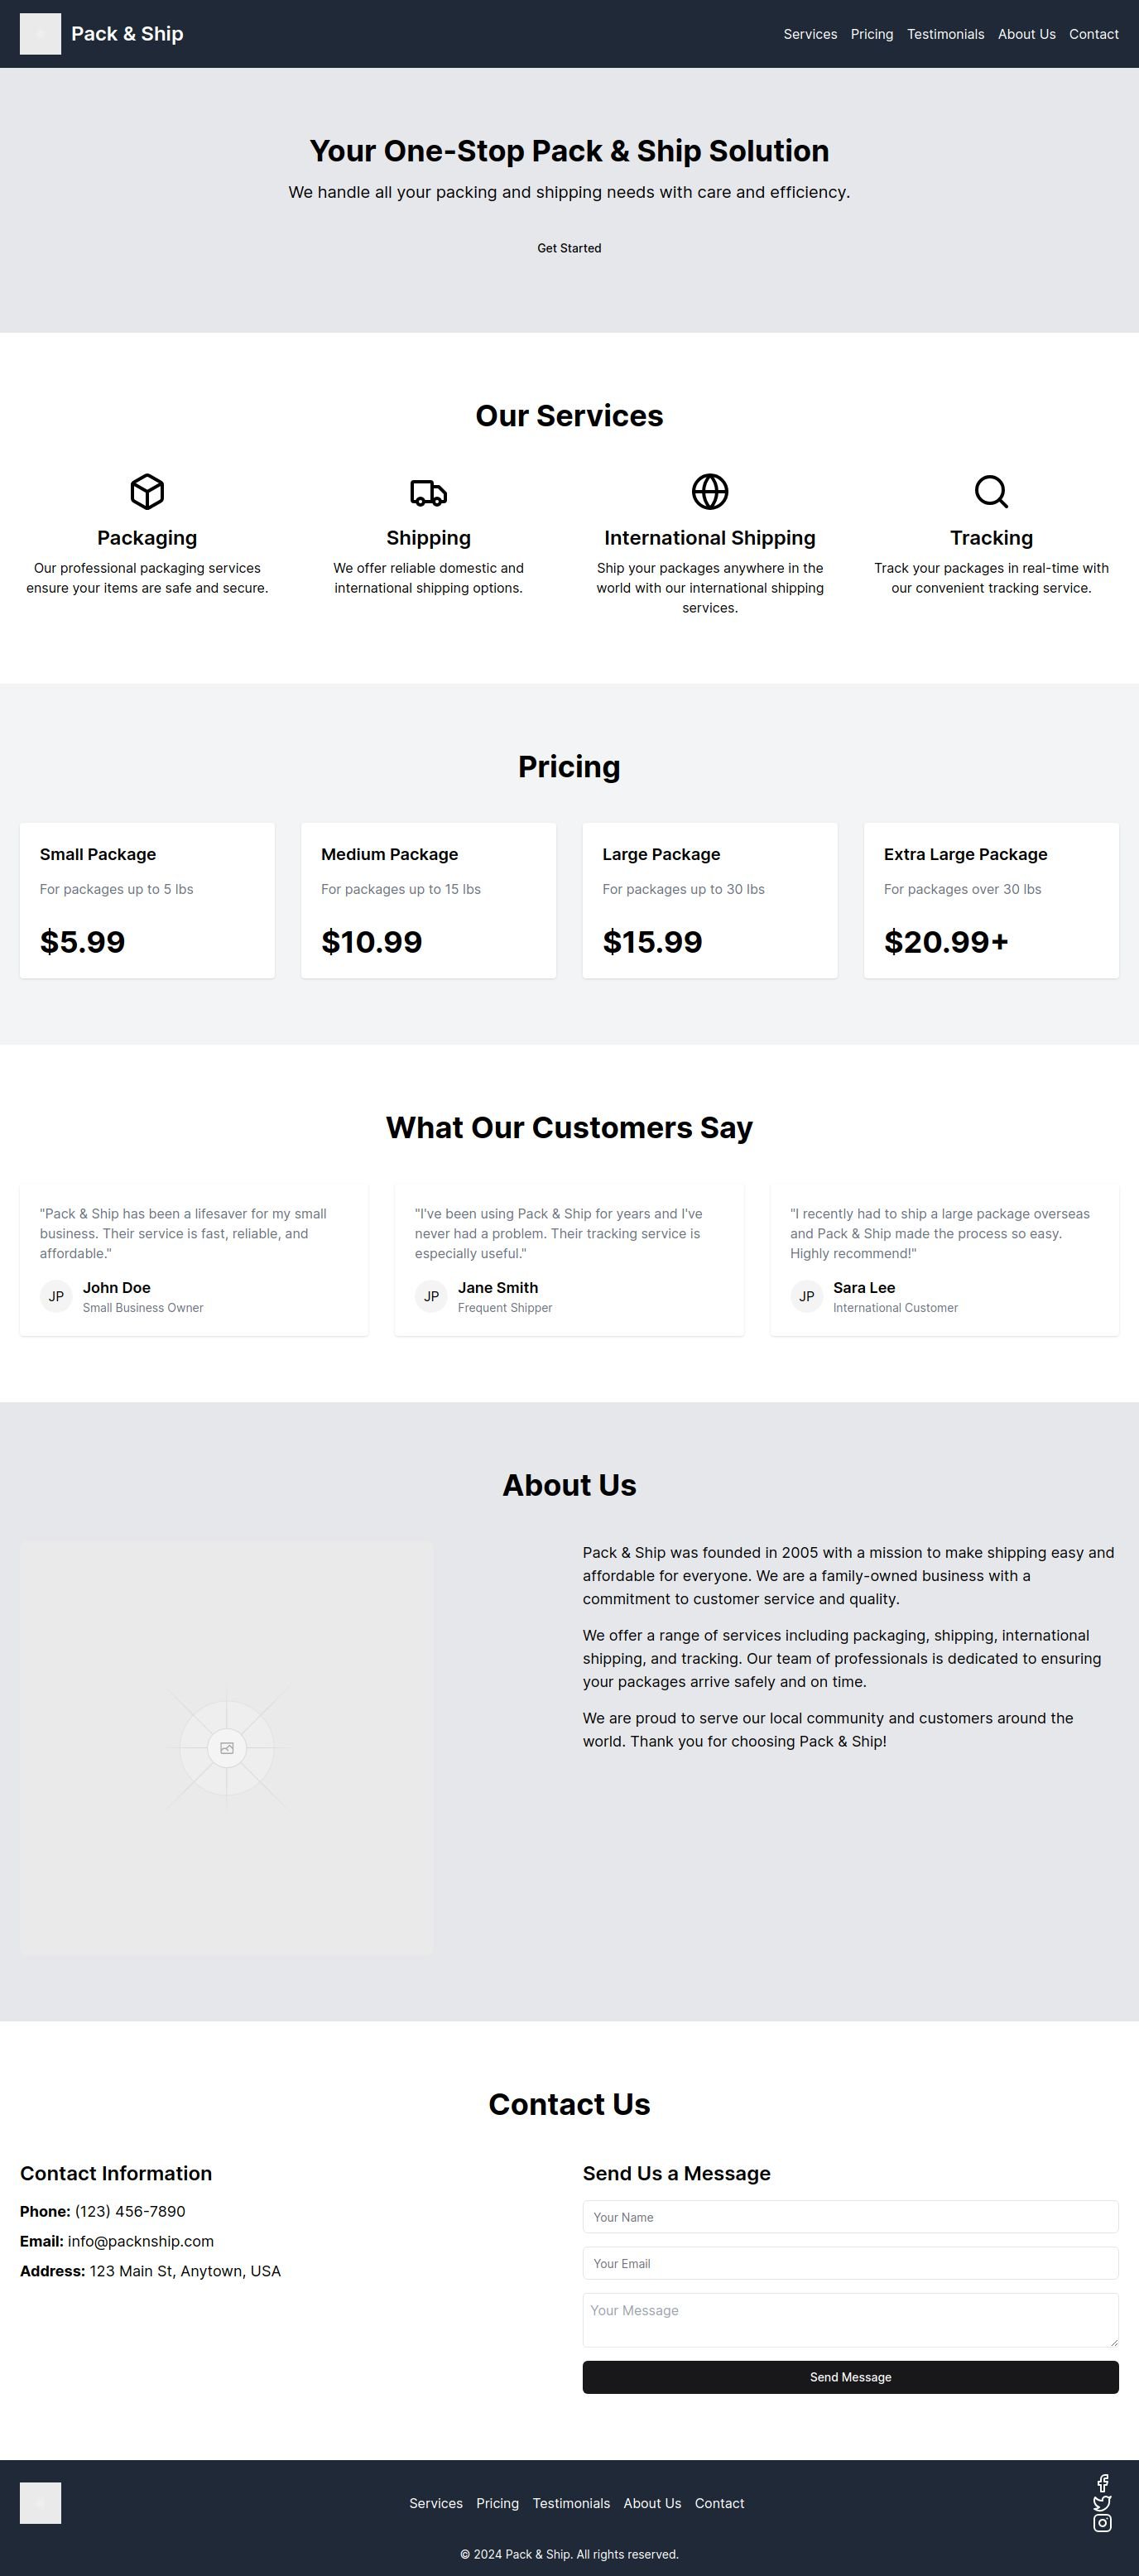 Pack & Ship
Services Pricing Testimonials About Us Contact
Your One-Stop Pack & Ship Solution
We handle all your packing and shipping needs with care and efficiency.
Get Started
Our Services
Packaging
Our professional packaging services
ensure your items are safe and secure.
Shipping
We offer reliable domestic and
international shipping options.
International Shipping
Ship your packages anywhere in the
world with our international shipping
services.
Tracking
Track your packages in real-time with
our convenient tracking service.
Pricing
Small Package
For packages up to 5 lbs
$5.99
Medium Package
For packages up to 15 lbs
$10.99
Large Package
For packages up to 30 lbs
$15.99
Extra Large Package
For packages over 30 lbs
$20.99+
What Our Customers Say
"Pack & Ship has been a lifesaver for my small
business. Their service is fast, reliable, and
affordable."
JP
John Doe
Small Business Owner
"I've been using Pack & Ship for years and I've
never had a problem. Their tracking service is
especially useful."
JP
Jane Smith
Frequent Shipper
"I recently had to ship a large package overseas
and Pack & Ship made the process so easy.
Highly recommend!"
JP
Sara Lee
International Customer
About Us
Pack & Ship was founded in 2005 with a mission to make shipping easy and
affordable for everyone. We are a family-owned business with a
commitment to customer service and quality.
We offer a range of services including packaging, shipping, international
shipping, and tracking. Our team of professionals is dedicated to ensuring
your packages arrive safely and on time.
We are proud to serve our local community and customers around the
world. Thank you for choosing Pack & Ship!
Contact Us
Contact Information
Phone: (123) 456-7890
Email: info@packnship.com
Address: 123 Main St, Anytown, USA
Send Us a Message
Your Name
Your Email
Your Message
Send Message
Services Pricing Testimonials About Us Contact
© 2024 Pack & Ship. All rights reserved.